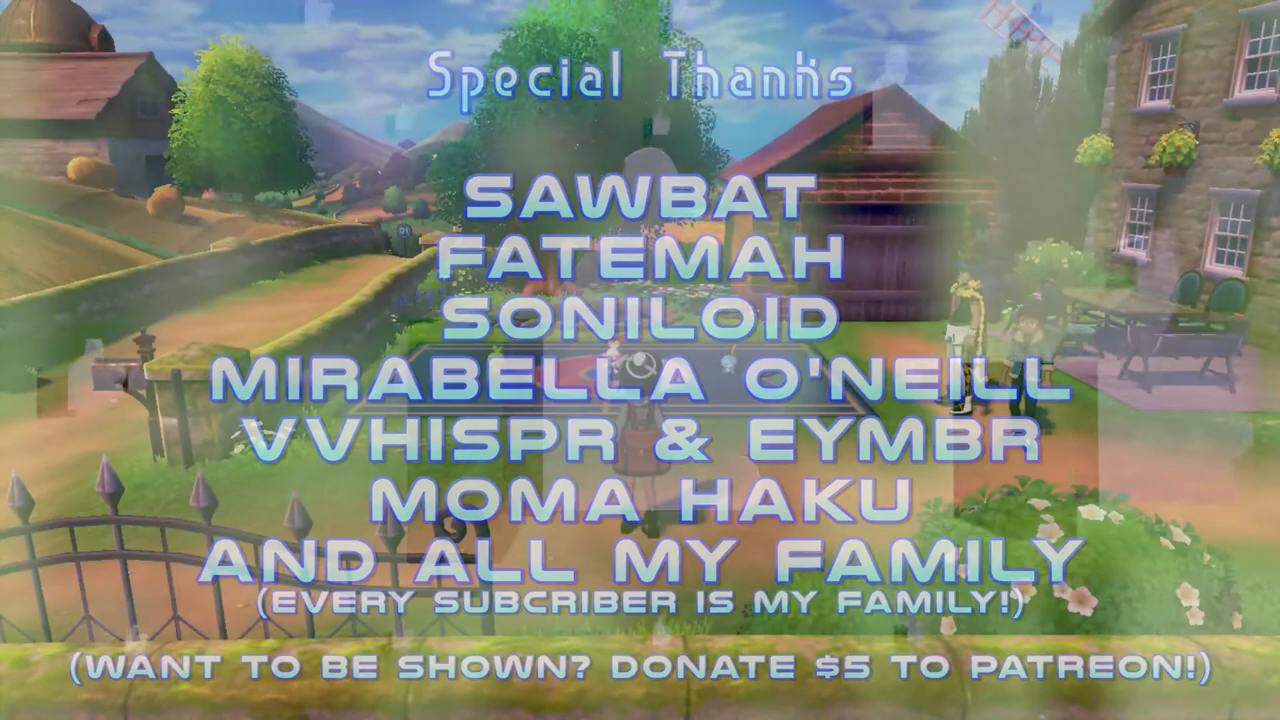 Special Thanks
SAWBAT
FATEMAH
SONILOID
MIRABELLA O'NEILL
VVHISPR & EYMBR
MOMA HAKU
AND ALL MY FAMILY
(EVERY SUBCRIBER IS MY FAMILY!)
(WANT TO BE SHOWN? DONATE $5 TO PATREON!)